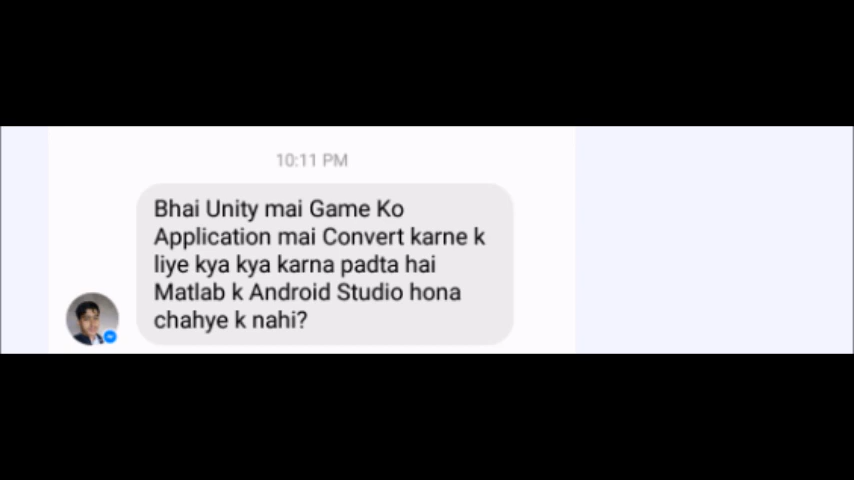 10:11 PM
Bhai Unity mai Game Ko
Application mai Convert karne k
liye kya kya karna padta hai
Matlab k Android Studio hona
chahye k nahi?